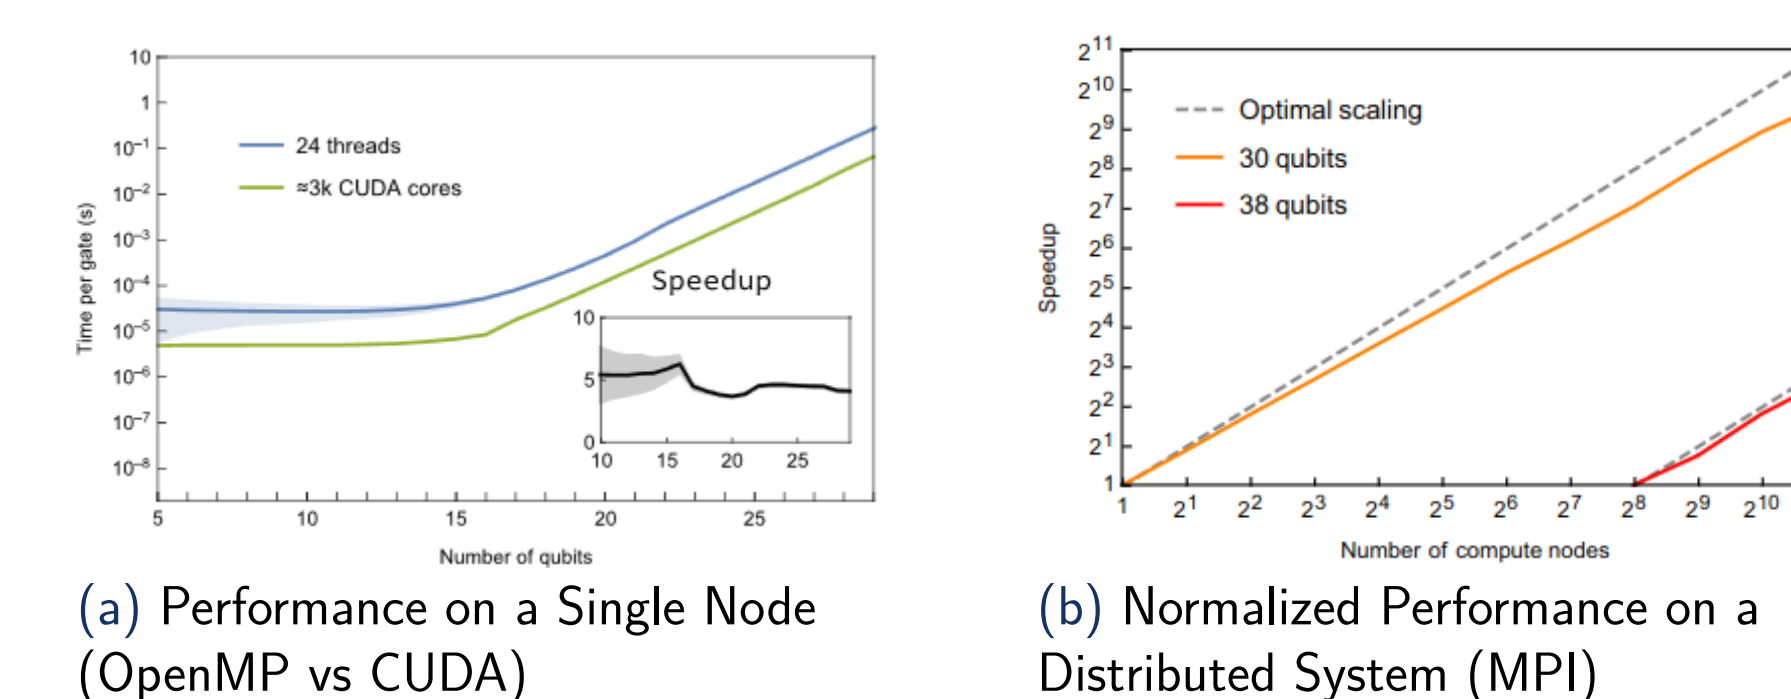 10
1
10⁻¹
10⁻²
10⁻³
10⁻⁴
10⁻⁵
10⁻⁶
10⁻⁷
10⁻⁸
Time per gate (s)
24 threads
≈3k CUDA cores
Speedup
10
5
0
10 15 20 25
5 10 15 20 25
Number of qubits
(a) Performance on a Single Node
(OpenMP vs CUDA)
2¹¹
2¹⁰
2⁹
2⁸
2⁷
2⁶
2⁵
2⁴
2³
2²
2¹
1
Speedup
Optimal scaling
30 qubits
38 qubits
1 2¹ 2² 2³ 2⁴ 2⁵ 2⁶ 2⁷ 2⁸ 2⁹ 2¹⁰
Number of compute nodes
(b) Normalized Performance on a
Distributed System (MPI)